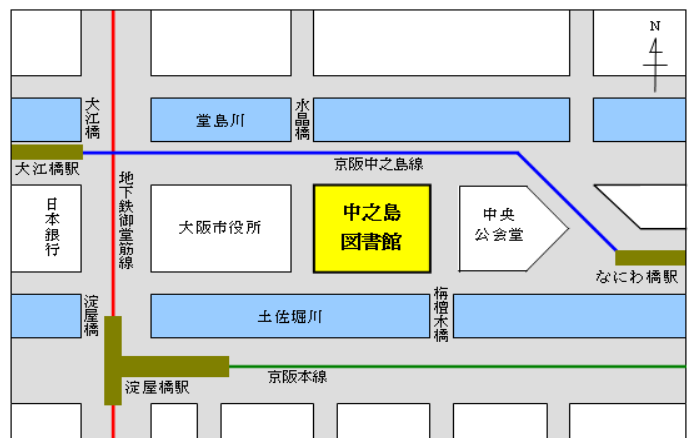 N
大江橋
堂島川
水晶橋
大江橋駅
京阪中之島線
地下鉄御堂筋線
日本
銀行
大阪市役所
中之島
図書館
中央
公会堂
なにわ橋駅
淀屋橋
土佐堀川
栴檀木橋
京阪本線
淀屋橋駅